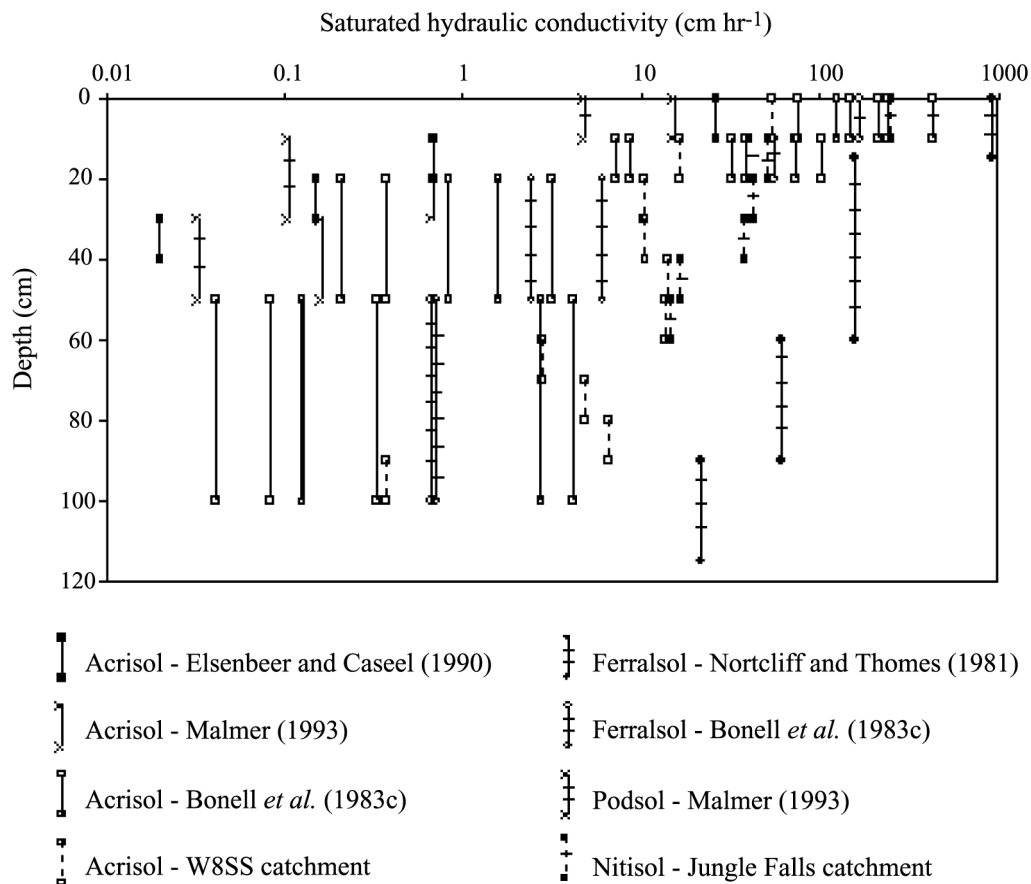 Saturated hydraulic conductivity (cm hr-1)
0.01 0.1 1 10 100 1000
0
20
40
60
80
100
120
Depth (cm)
Acrisol - Elsenbeer and Caseel (1990)
Acrisol - Malmer (1993)
Acrisol - Bonell et al. (1983c)
Acrisol - W8SS catchment
Ferralsol - Nortcliff and Thomes (1981)
Ferralsol - Bonell et al. (1983c)
Podsol - Malmer (1993)
Nitisol - Jungle Falls catchment